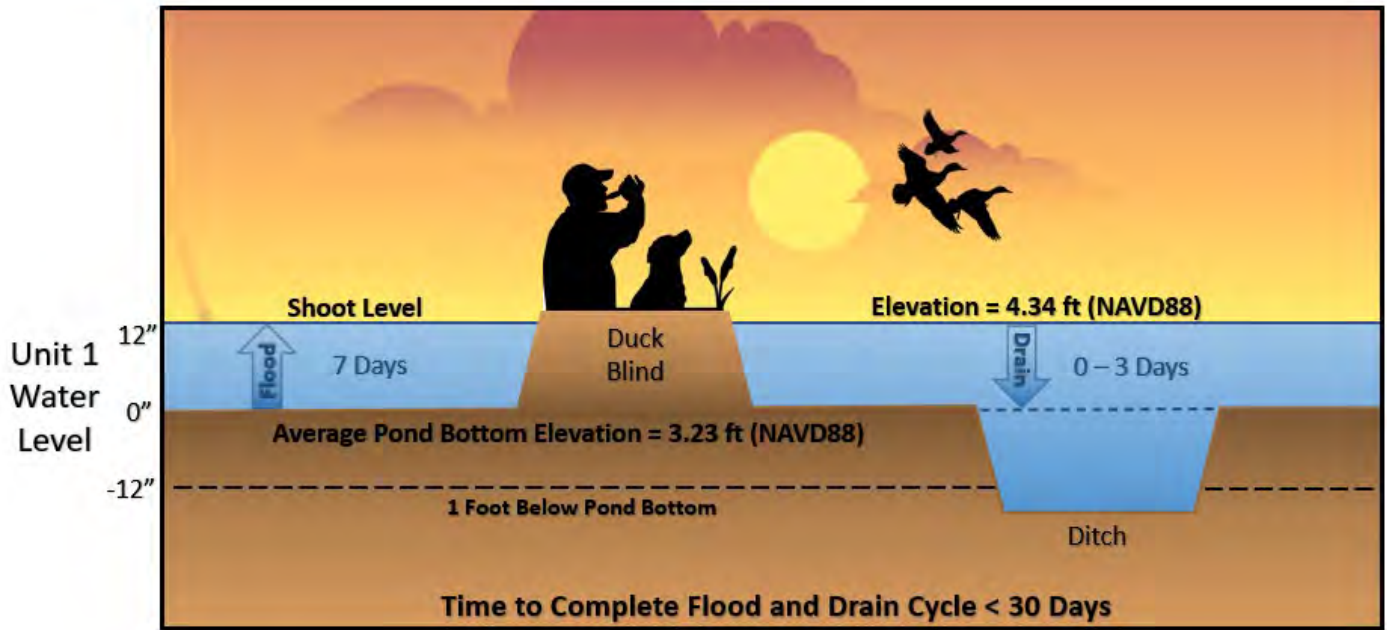 Shoot Level
Elevation = 4.34 ft (NAVD88)
Unit 1
Water
Level
12”
0”
-12”
Flood
7 Days
Duck
Blind
Drain
0 – 3 Days
Average Pond Bottom Elevation = 3.23 ft (NAVD88)
1 Foot Below Pond Bottom
Ditch
Time to Complete Flood and Drain Cycle < 30 Days